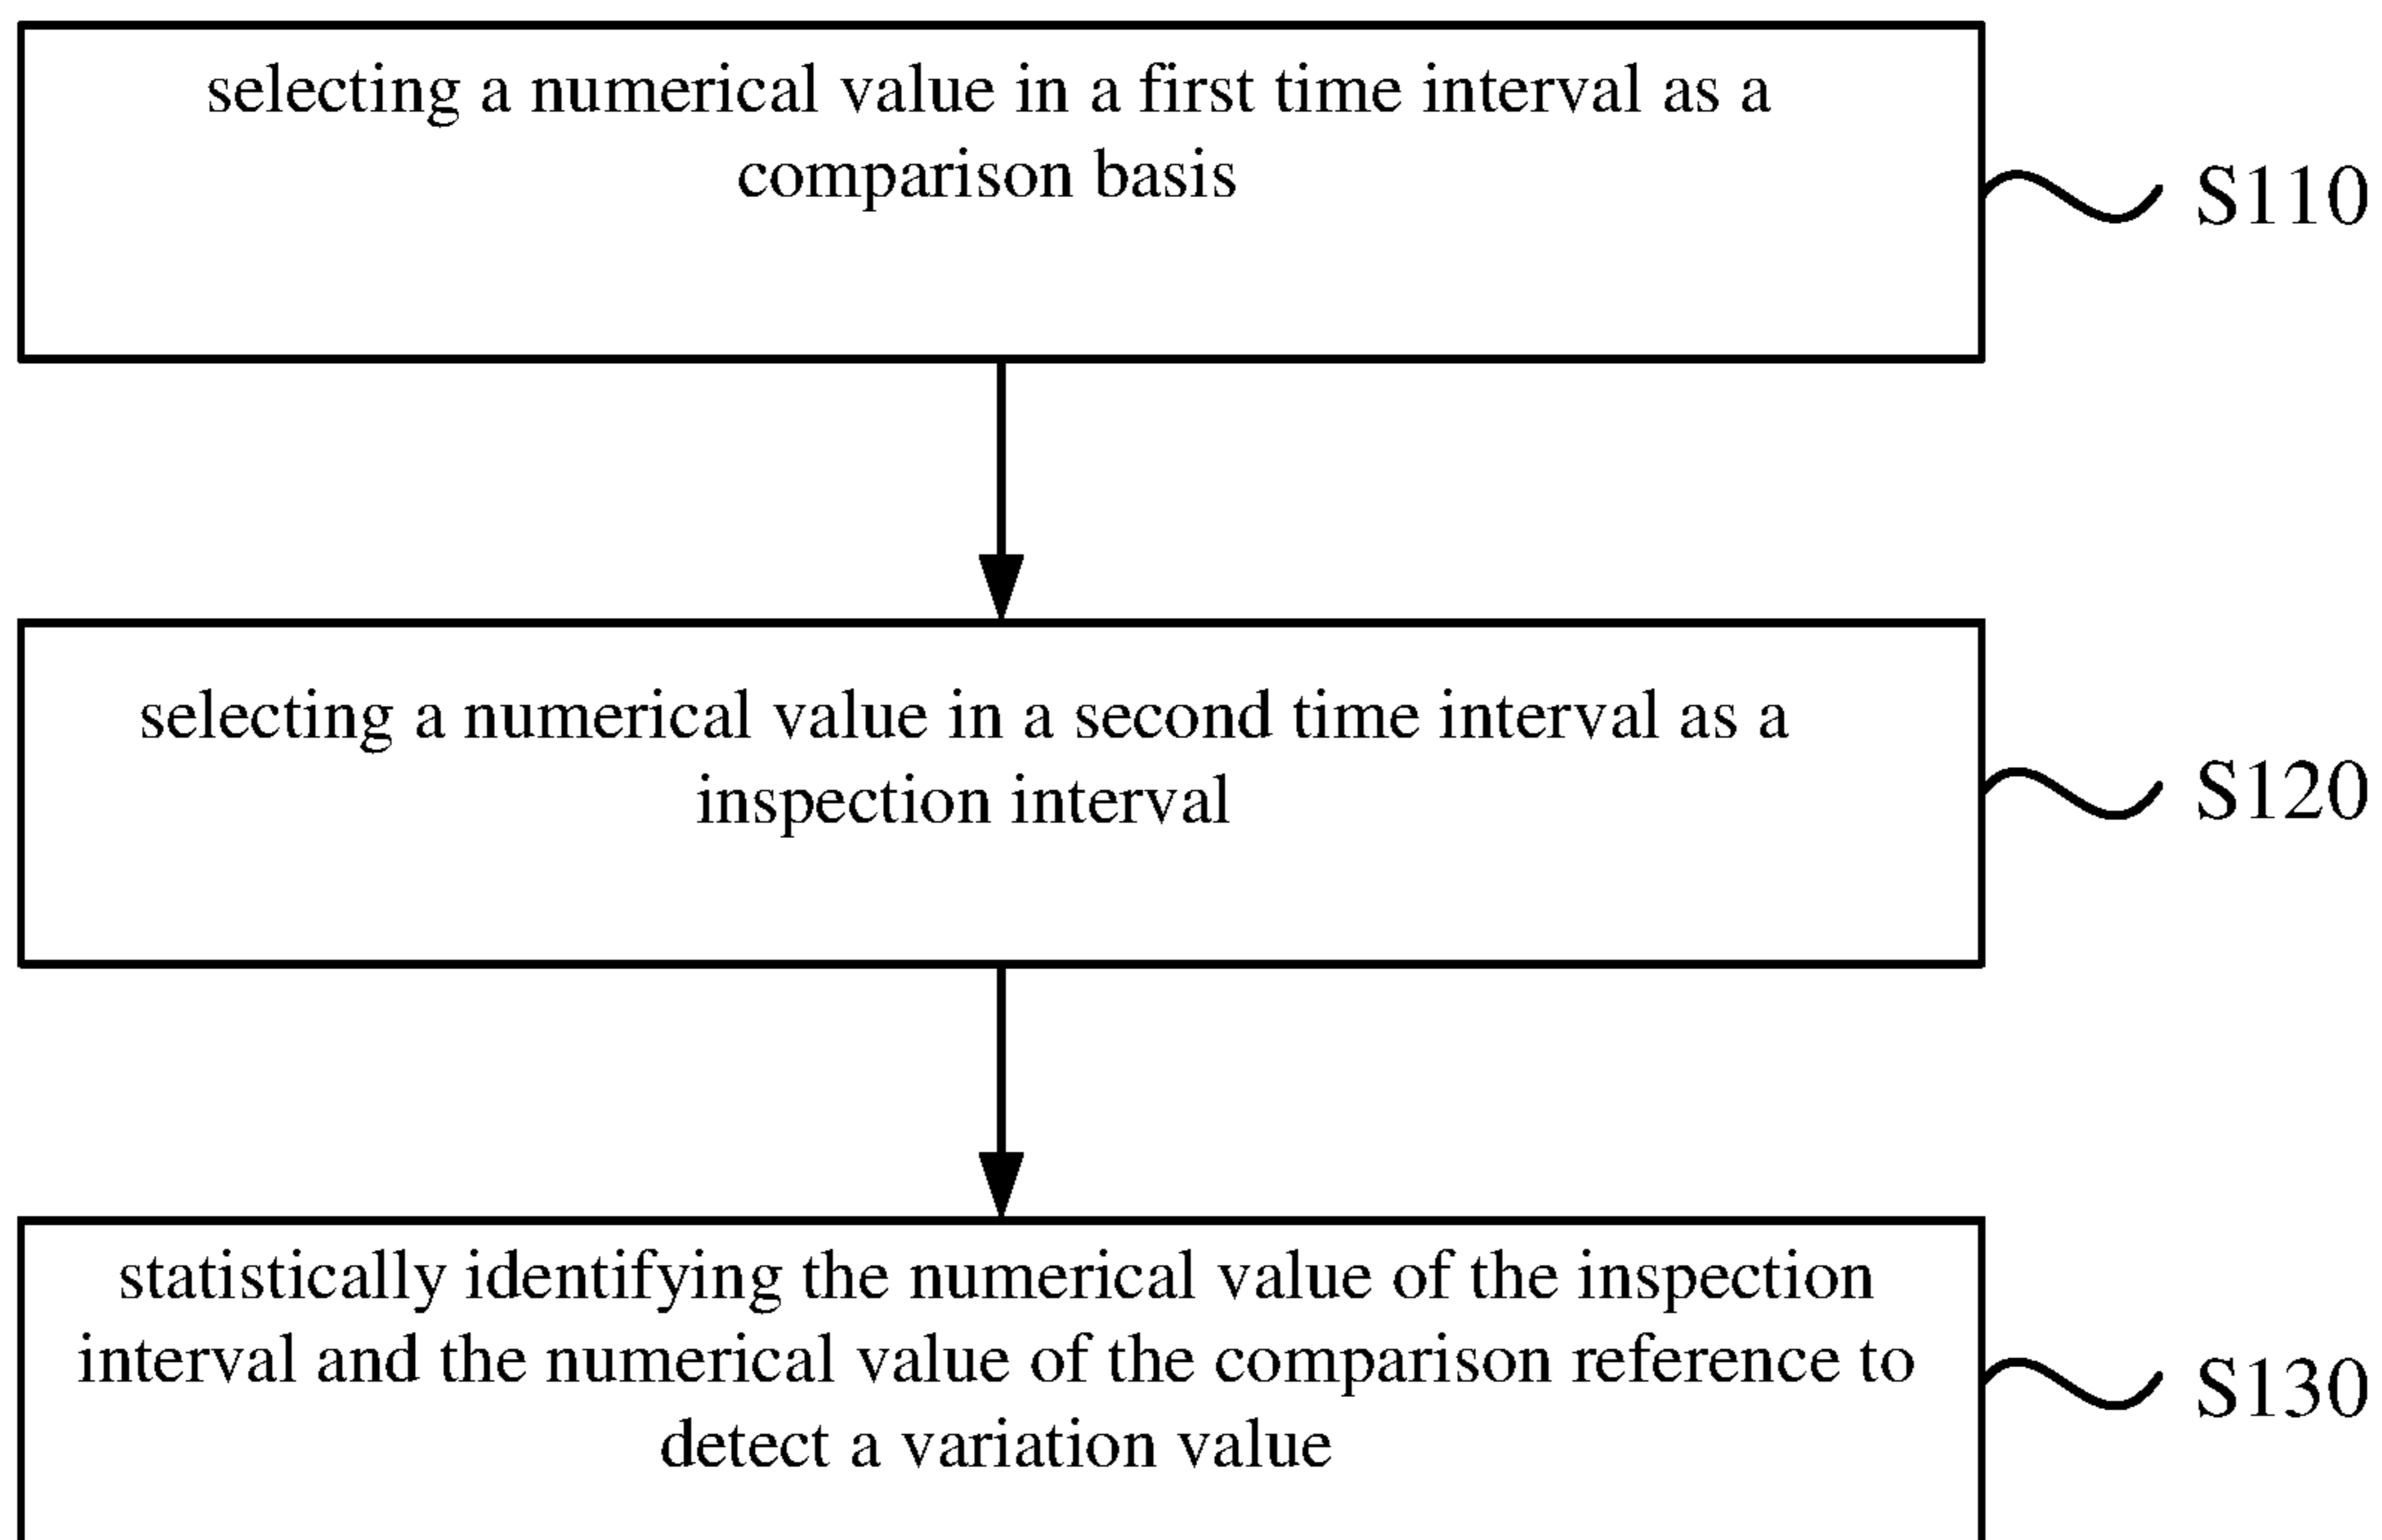 selecting a numerical value in a first time interval as a
comparison basis
S110
selecting a numerical value in a second time interval as a
inspection interval
S120
statistically identifying the numerical value of the inspection
interval and the numerical value of the comparison reference to
detect a variation value
S130